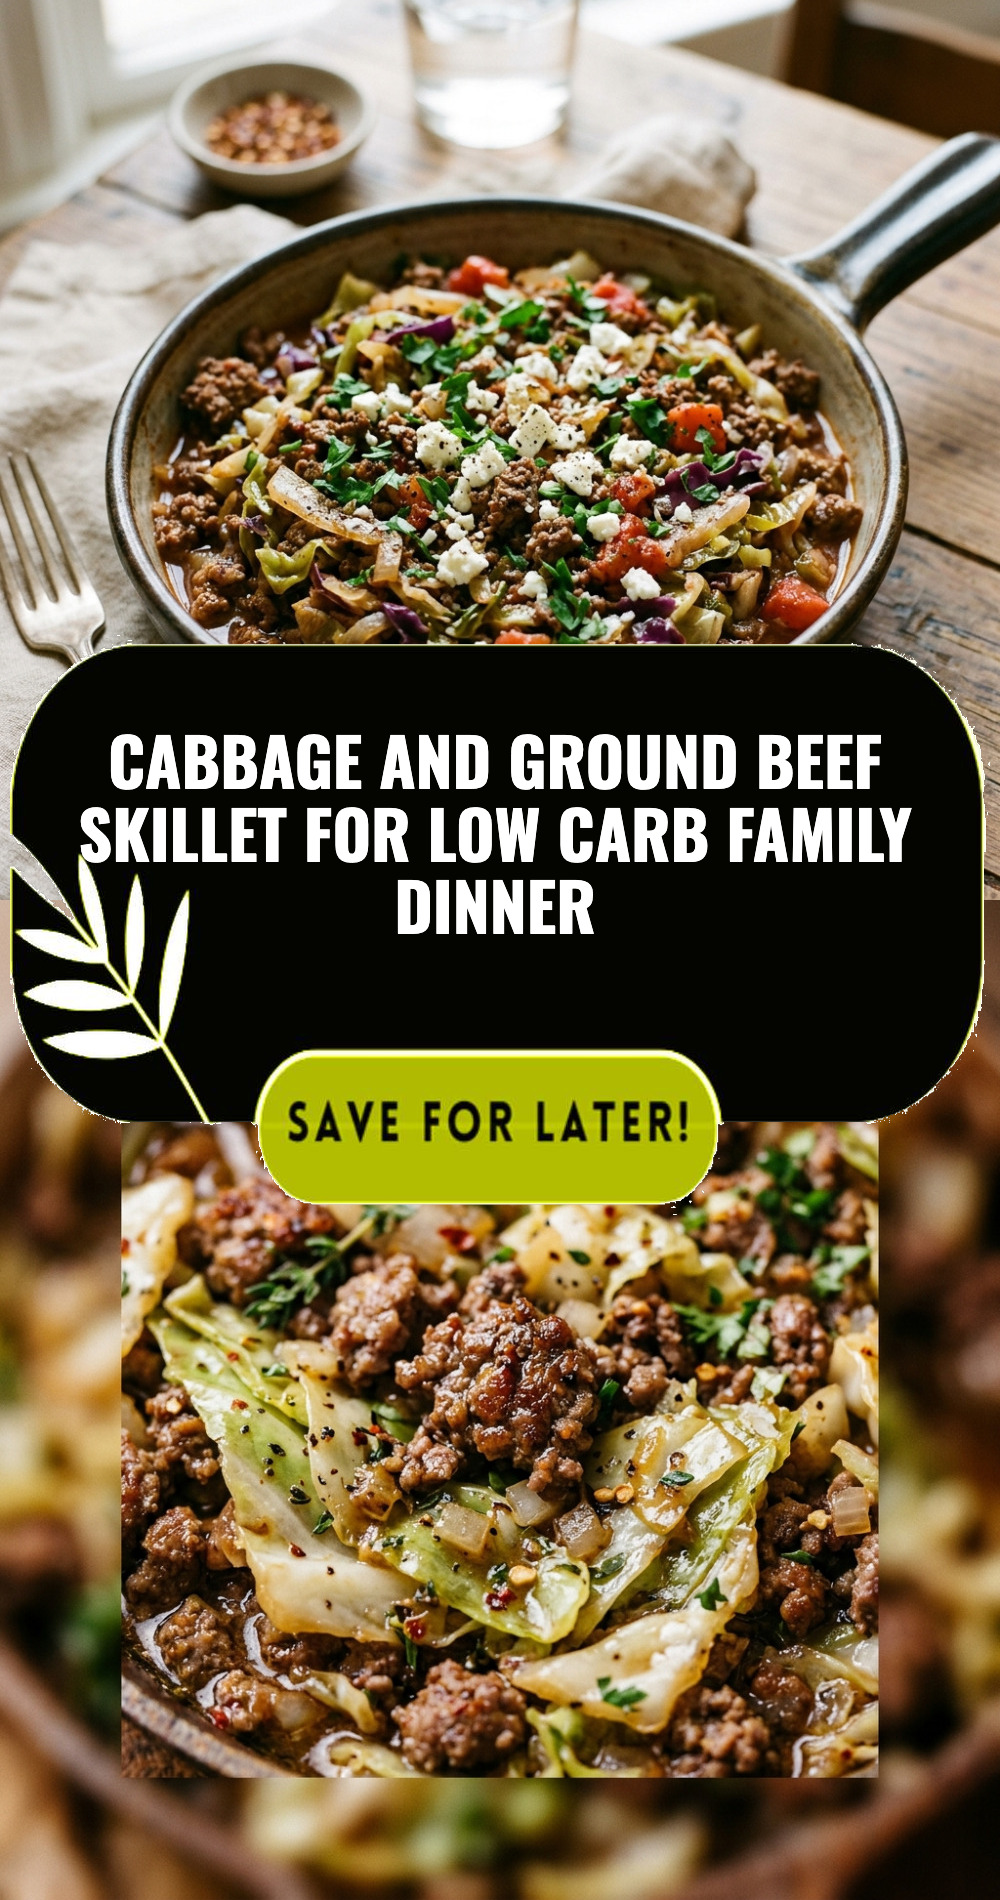 CABBAGE AND GROUND BEEF
SKILLET FOR LOW CARB FAMILY
DINNER
SAVE FOR LATER!